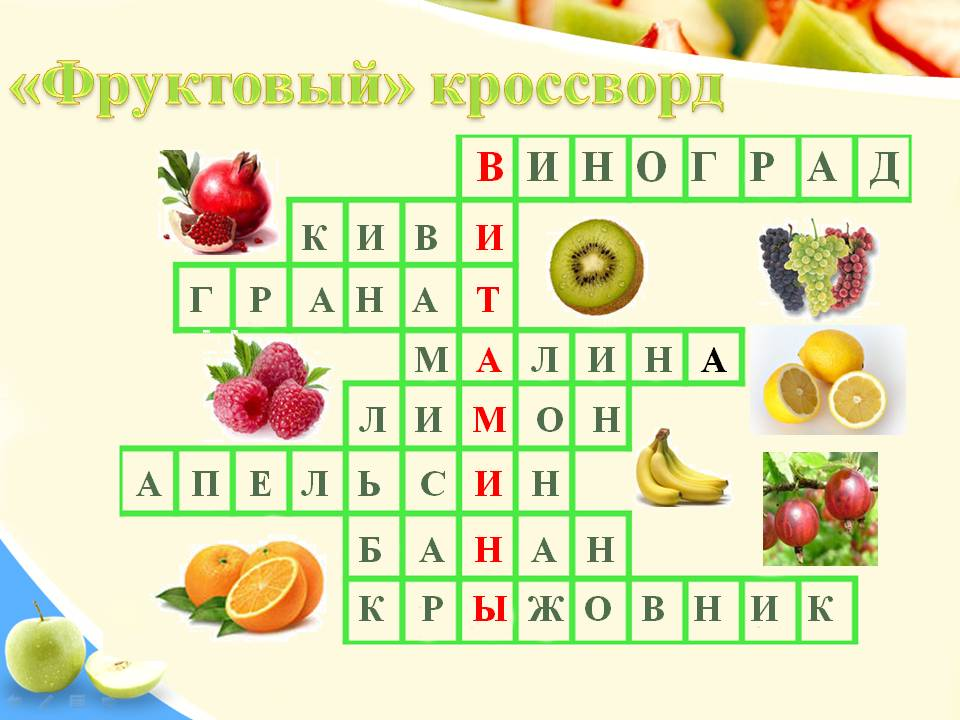 «Фруктовый» кроссворд
ВИНОГРАД
КИВИ
ГРАНАТ
МАЛИНА
ЛИМОН
АПЕЛЬСИН
БАНАН
КРЫЖОВНИК